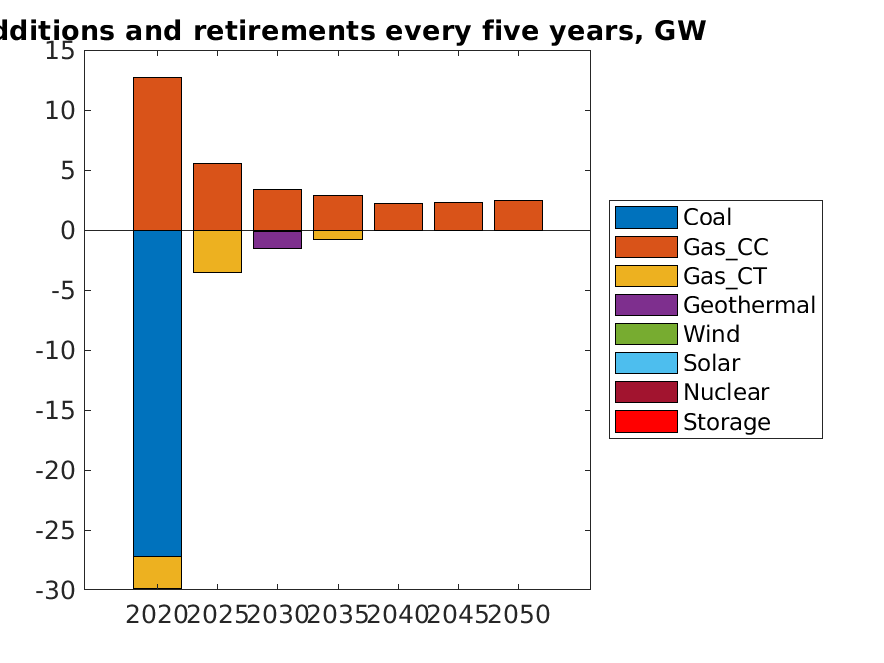 dditions and retirements every five years, GW
15
10
5
0
-5
-10
-15
-20
-25
-30
2020 2025 2030 2035 2040 2045 2050
Coal
Gas_CC
Gas_CT
Geothermal
Wind
Solar
Nuclear
Storage